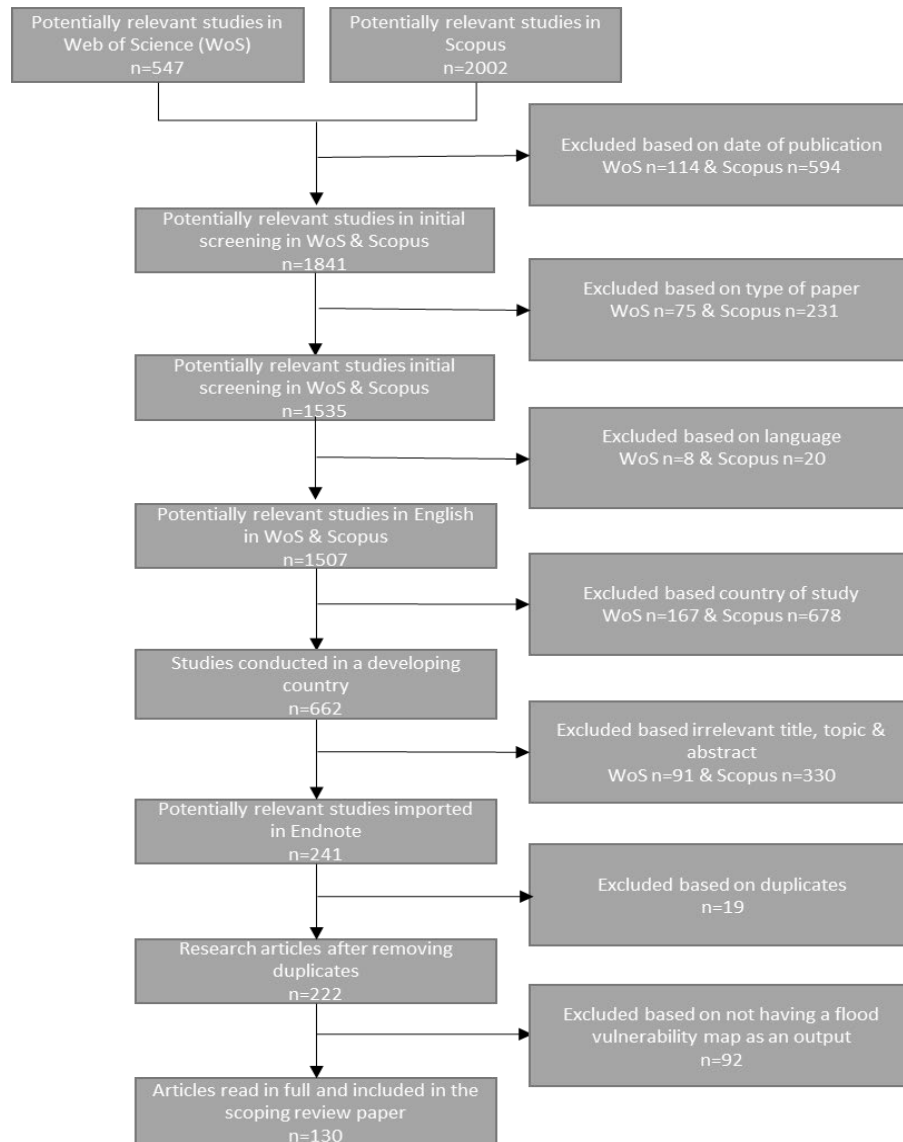 Potentially relevant studies in
Web of Science (WoS)
n=547
Potentially relevant studies in
Scopus
n=2002
Excluded based on date of publication
WoS n=114 & Scopus n=594
Potentially relevant studies in initial
screening in WoS & Scopus
n=1841
Excluded based on type of paper
WoS n=75 & Scopus n=231
Potentially relevant studies initial
screening in WoS & Scopus
n=1535
Excluded based on language
WoS n=8 & Scopus n=20
Potentially relevant studies in English
in WoS & Scopus
n=1507
Excluded based country of study
WoS n=167 & Scopus n=678
Studies conducted in a developing
country
n=662
Excluded based irrelevant title, topic &
abstract
WoS n=91 & Scopus n=330
Potentially relevant studies imported
in Endnote
n=241
Excluded based on duplicates
n=19
Research articles after removing
duplicates
n=222
Excluded based on not having a flood
vulnerability map as an output
n=92
Articles read in full and included in the
scoping review paper
n=130